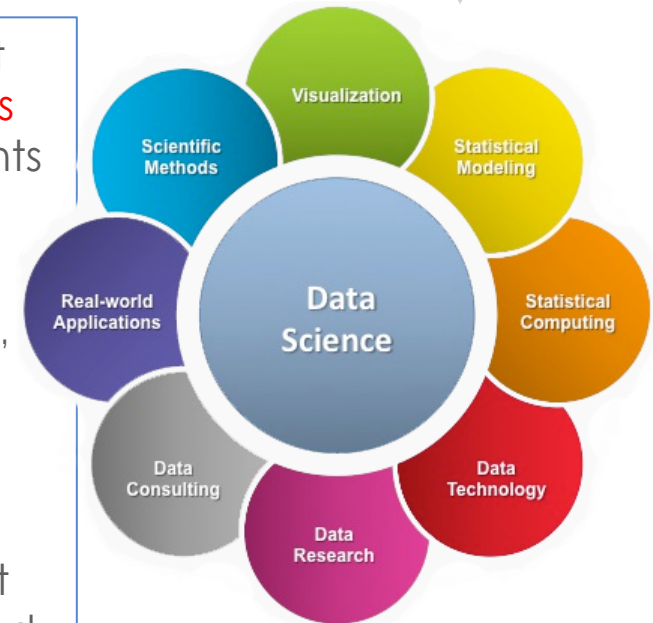 Visualization
Statistical
Modeling
Statistical
Computing
Data
Technology
Data
Research
Data
Consulting
Real-world
Applications
Scientific
Methods
Data
Science